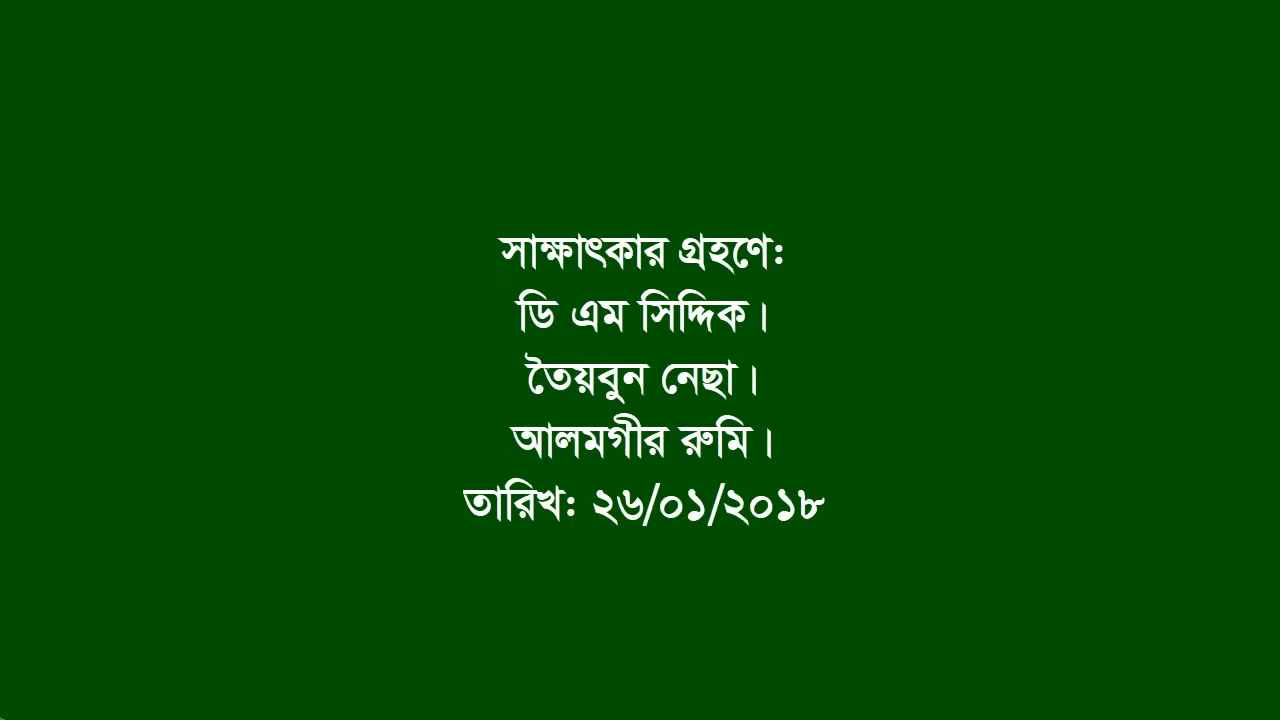 সাক্ষাৎকার গ্রহণে:
ডি এম সিদ্দিক।
তৈয়বুন নেছা।
আলমগীর রুমি।
তারিখ: ২৬/০১/২০১৮